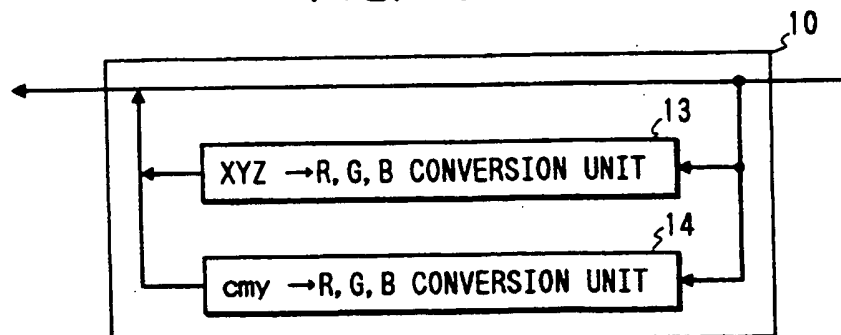 10
13
XYZ →R, G, B CONVERSION UNIT
14
cmy →R, G, B CONVERSION UNIT